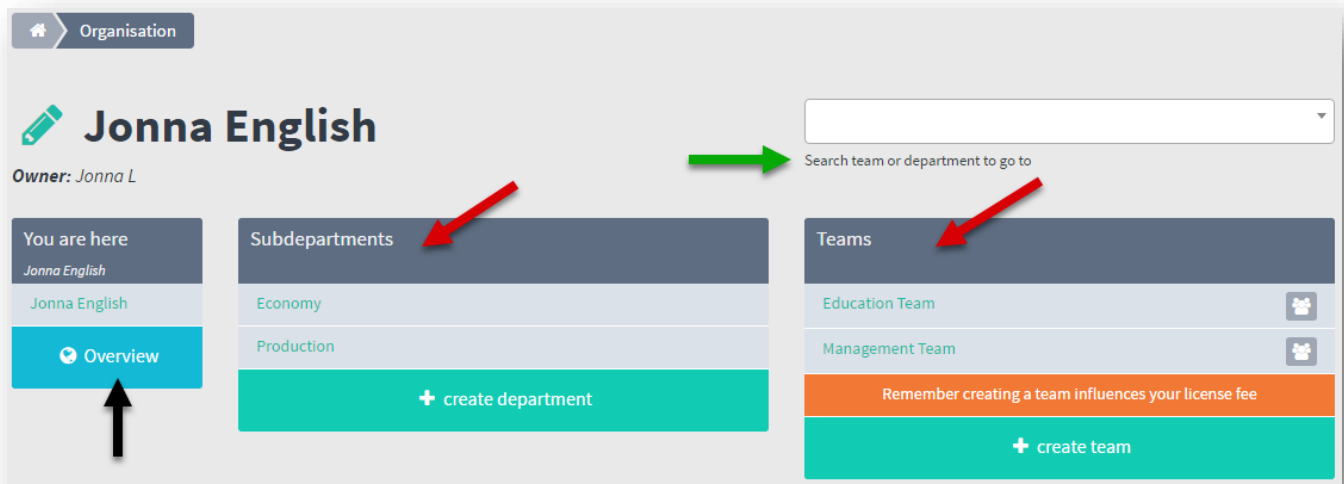 Organisation
Jonna English
Owner: Jonna L
Search team or department to go to
You are here
Jonna English
Jonna English
Overview
Subdepartments
Economy
Production
+ create department
Teams
Education Team
Management Team
Remember creating a team influences your license fee
+ create team